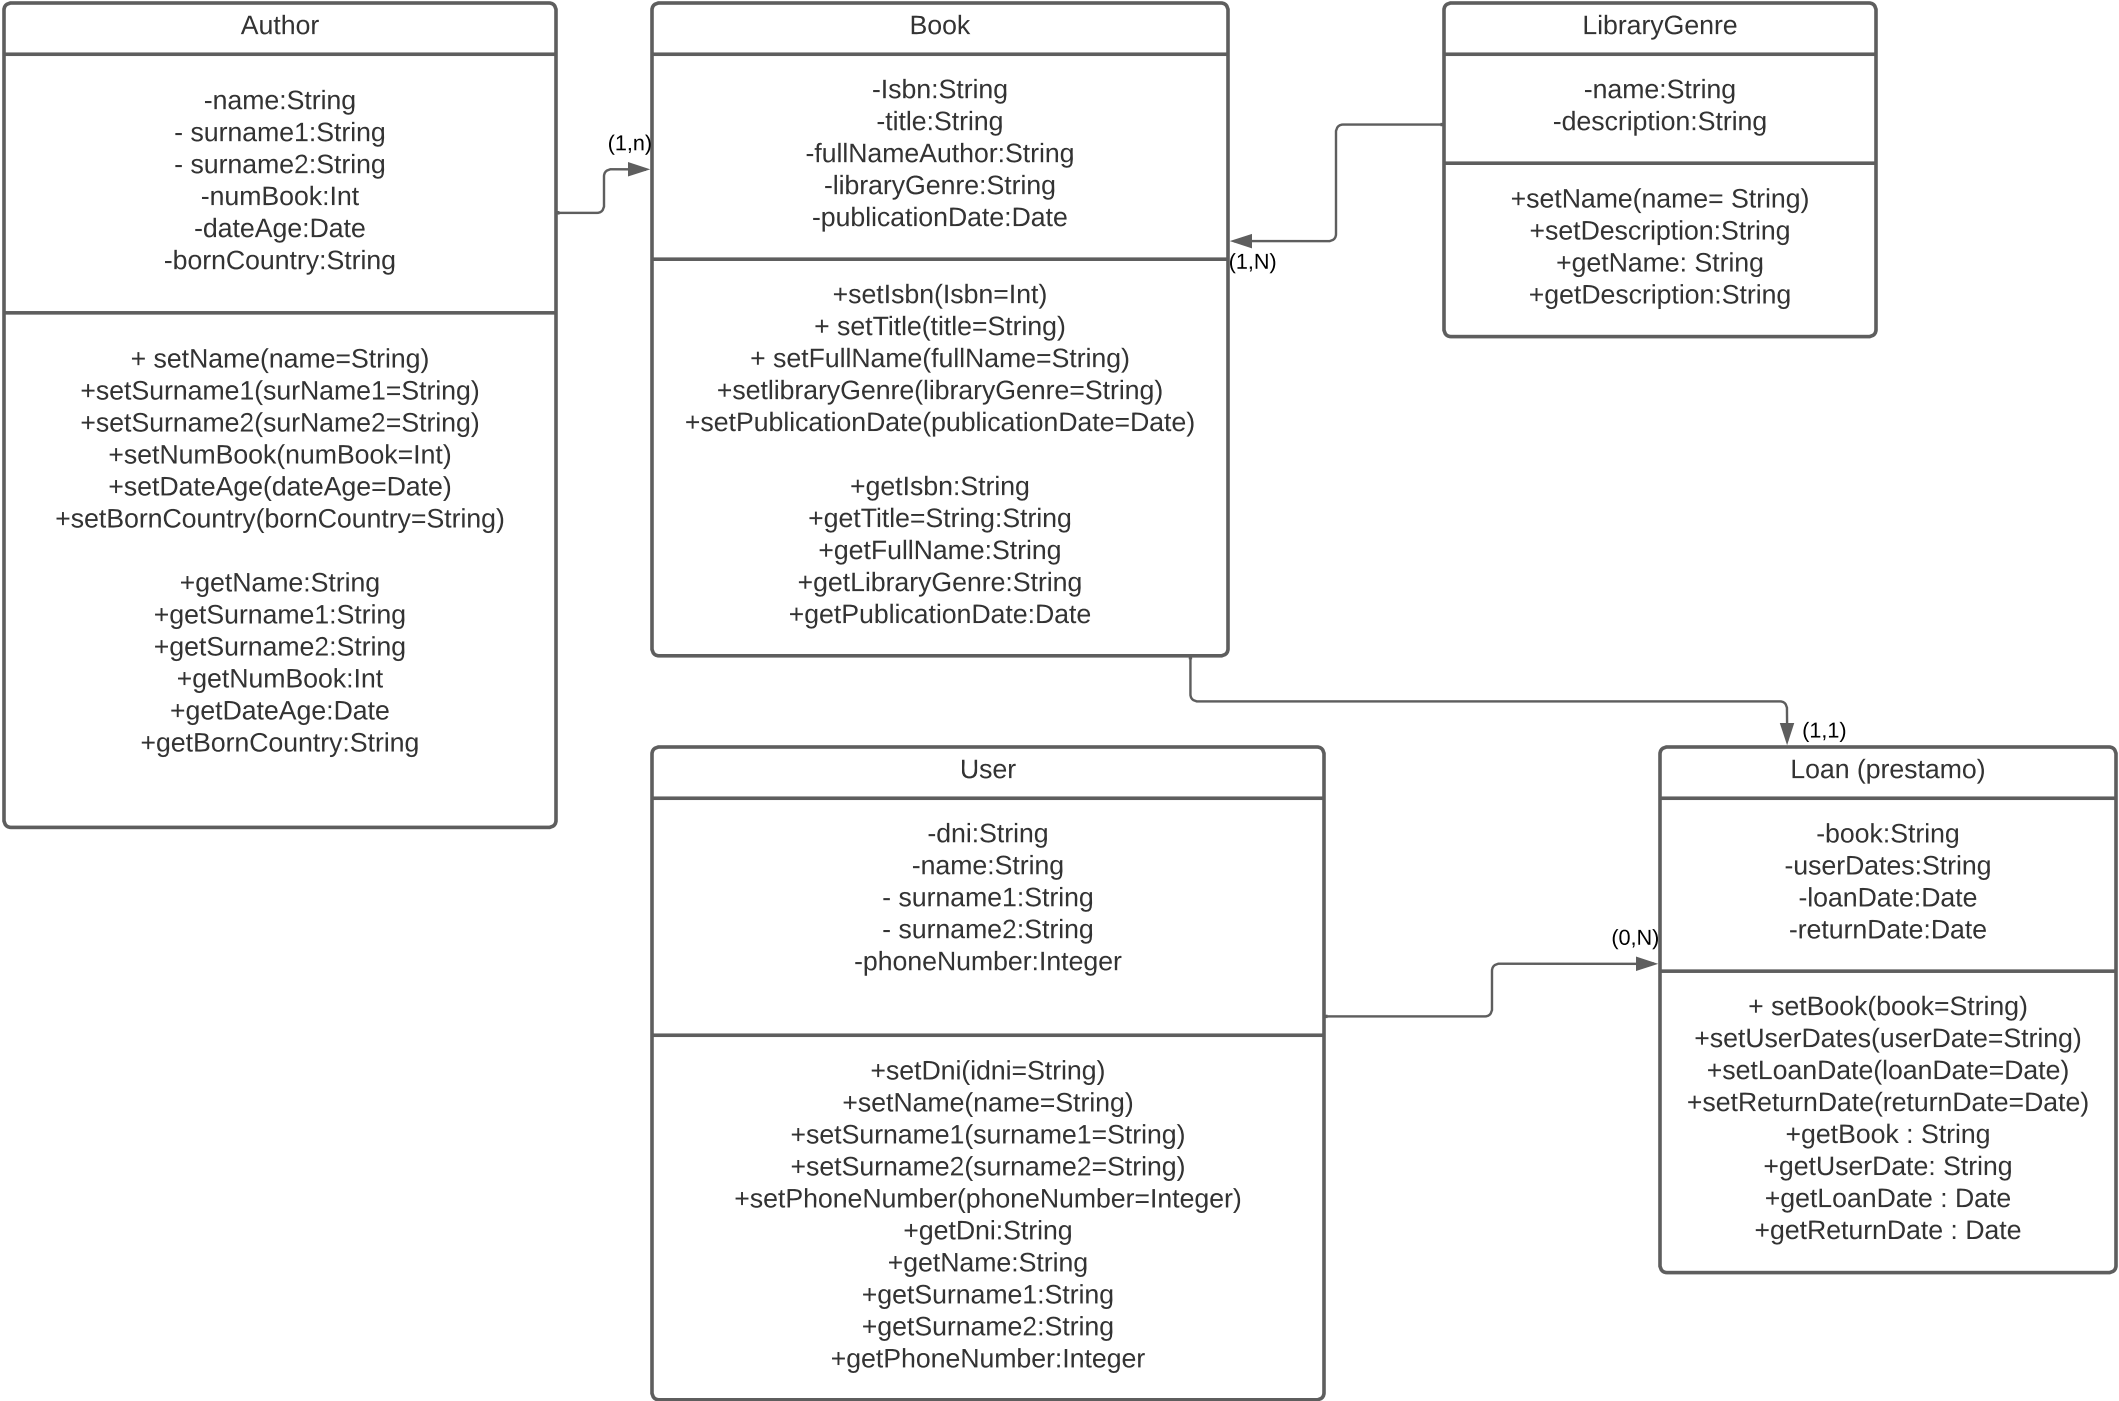 Author
-name:String
- surname1:String
- surname2:String
-numBook:Int
-dateAge:Date
-bornCountry:String
+ setName(name=String)
+setSurname1(surName1=String)
+setSurname2(surName2=String)
+setNumBook(numBook=Int)
+setDateAge(dateAge=Date)
+setBornCountry(bornCountry=String)
+getName:String
+getSurname1:String
+getSurname2:String
+getNumBook:Int
+getDateAge:Date
+getBornCountry:String
(1,n)
Book
-Isbn:String
-title:String
-fullNameAuthor:String
-libraryGenre:String
-publicationDate:Date
+setIsbn(Isbn=Int)
+ setTitle(title=String)
+ setFullName(fullName=String)
+setlibraryGenre(libraryGenre=String)
+setPublicationDate(publicationDate=Date)
+getIsbn:String
+getTitle=String:String
+getFullName:String
+getLibraryGenre:String
+getPublicationDate:Date
(1,N)
LibraryGenre
-name:String
-description:String
+setName(name= String)
+setDescription:String
+getName: String
+getDescription:String
(1,1)
User
-dni:String
-name:String
- surname1:String
- surname2:String
-phoneNumber:Integer
+setDni(idni=String)
+setName(name=String)
+setSurname1(surname1=String)
+setSurname2(surname2=String)
+setPhoneNumber(phoneNumber=Integer)
+getDni:String
+getName:String
+getSurname1:String
+getSurname2:String
+getPhoneNumber:Integer
(0,N)
Loan (prestamo)
-book:String
-userDates:String
-loanDate:Date
-returnDate:Date
+ setBook(book=String)
+setUserDates(userDate=String)
+setLoanDate(loanDate=Date)
+setReturnDate(returnDate=Date)
+getBook : String
+getUserDate: String
+getLoanDate : Date
+getReturnDate : Date